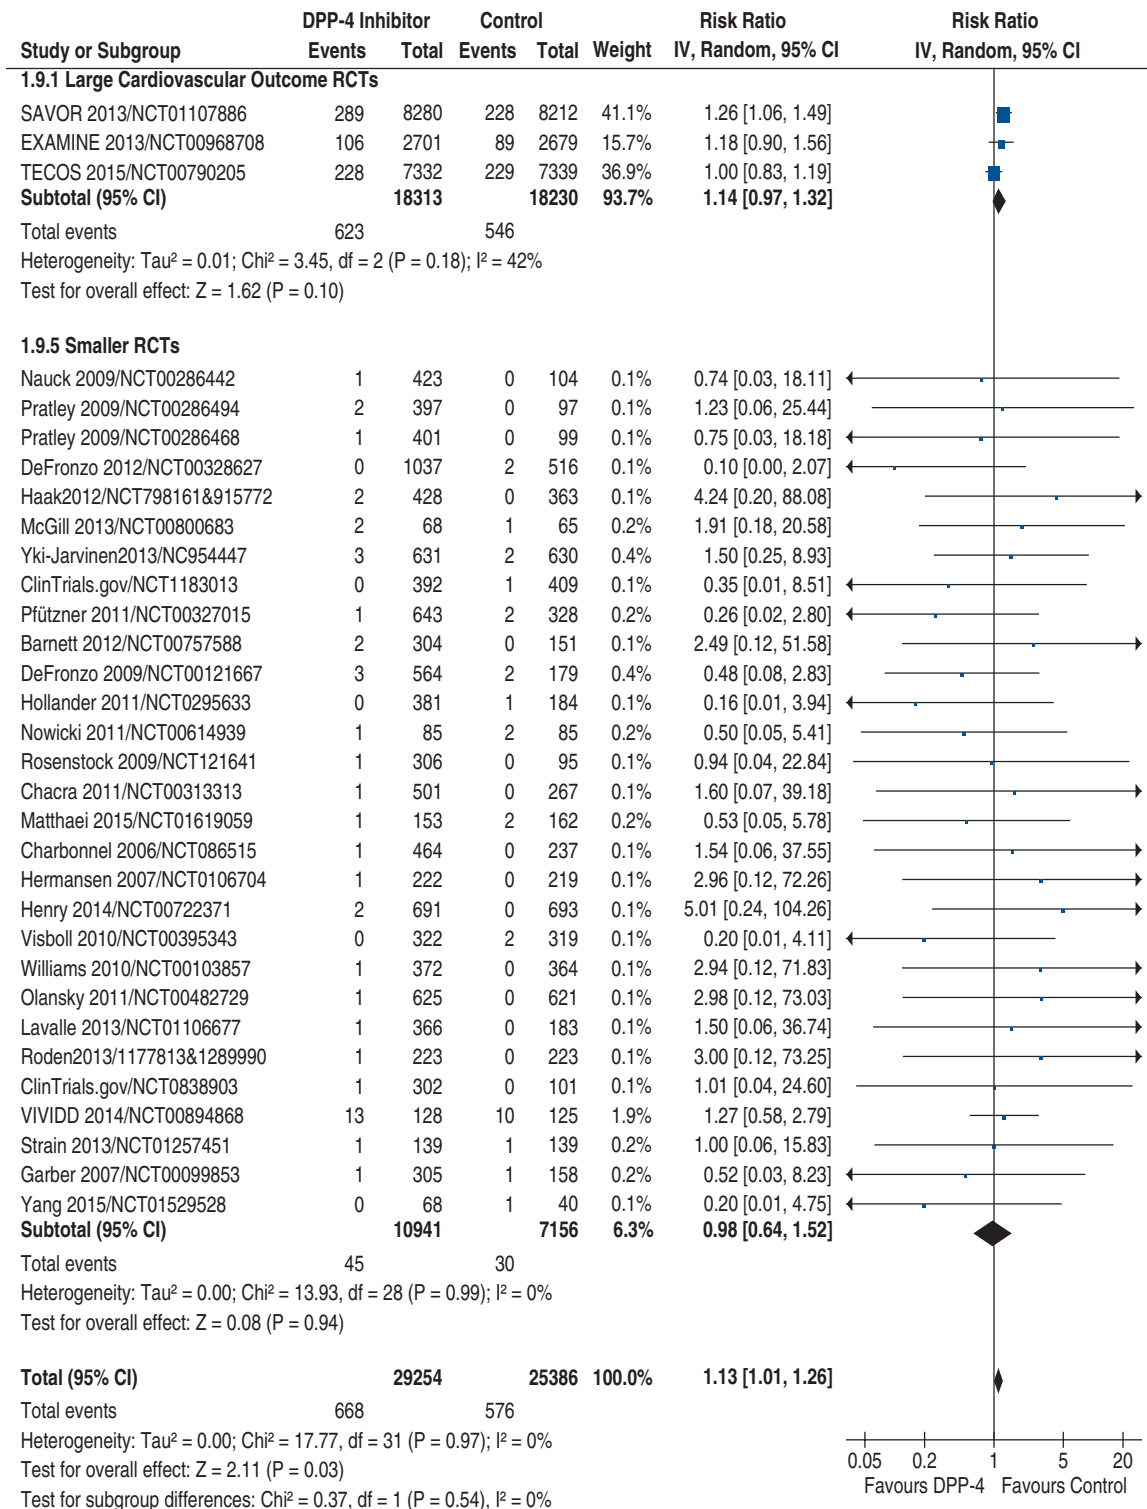 DPP-4 Inhibitor Control Risk Ratio Risk Ratio
Study or Subgroup Events Total Events Total Weight IV, Random, 95% CI IV, Random, 95% CI
1.9.1 Large Cardiovascular Outcome RCTs
SAVOR 2013/NCT01107886 289 8280 228 8212 41.1% 1.26 [1.06, 1.49]
EXAMINE 2013/NCT00968708 106 2701 89 2679 15.7% 1.18 [0.90, 1.56]
TECOS 2015/NCT00790205 228 7332 229 7339 36.9% 1.00 [0.83, 1.19]
Subtotal (95% CI) 18313 18230 93.7% 1.14 [0.97, 1.32]
Total events 623 546
Heterogeneity: Tau² = 0.01; Chi² = 3.45, df = 2 (P = 0.18); I² = 42%
Test for overall effect: Z = 1.62 (P = 0.10)
1.9.5 Smaller RCTs
Nauck 2009/NCT00286442 1 423 0 104 0.1% 0.74 [0.03, 18.11]
Pratley 2009/NCT00286494 2 397 0 97 0.1% 1.23 [0.06, 25.44]
Pratley 2009/NCT00286468 1 401 0 99 0.1% 0.75 [0.03, 18.18]
DeFronzo 2012/NCT00328627 0 1037 2 516 0.1% 0.10 [0.00, 2.07]
Haak2012/NCT798161&915772 2 428 0 363 0.1% 4.24 [0.20, 88.08]
McGill 2013/NCT00800683 2 68 1 65 0.2% 1.91 [0.18, 20.58]
Yki-Jarvinen2013/NC954447 3 631 2 630 0.4% 1.50 [0.25, 8.93]
ClinTrials.gov/NCT1183013 0 392 1 409 0.1% 0.35 [0.01, 8.51]
Pfützner 2011/NCT00327015 1 643 2 328 0.2% 0.26 [0.02, 2.80]
Barnett 2012/NCT00757588 2 304 0 151 0.1% 2.49 [0.12, 51.58]
DeFronzo 2009/NCT00121667 3 564 2 179 0.4% 0.48 [0.08, 2.83]
Hollander 2011/NCT0295633 0 381 1 184 0.1% 0.16 [0.01, 3.94]
Nowicki 2011/NCT00614939 1 85 2 85 0.2% 0.50 [0.05, 5.41]
Rosenstock 2009/NCT121641 1 306 0 95 0.1% 0.94 [0.04, 22.84]
Chacra 2011/NCT00313313 1 501 0 267 0.1% 1.60 [0.07, 39.18]
Matthaei 2015/NCT01619059 1 153 2 162 0.2% 0.53 [0.05, 5.78]
Charbonnel 2006/NCT086515 1 464 0 237 0.1% 1.54 [0.06, 37.55]
Hermansen 2007/NCT0106704 1 222 0 219 0.1% 2.96 [0.12, 72.26]
Henry 2014/NCT00722371 2 691 0 693 0.1% 5.01 [0.24, 104.26]
Visboll 2010/NCT00395343 0 322 2 319 0.1% 0.20 [0.01, 4.11]
Williams 2010/NCT00103857 1 372 0 364 0.1% 2.94 [0.12, 71.83]
Olansky 2011/NCT00482729 1 625 0 621 0.1% 2.98 [0.12, 73.03]
Lavalle 2013/NCT01106677 1 366 0 183 0.1% 1.50 [0.06, 36.74]
Roden2013/1177813&1289990 1 223 0 223 0.1% 3.00 [0.12, 73.25]
ClinTrials.gov/NCT0838903 1 302 0 101 0.1% 1.01 [0.04, 24.60]
VIVIDD 2014/NCT00894868 13 128 10 125 1.9% 1.27 [0.58, 2.79]
Strain 2013/NCT01257451 1 139 1 139 0.2% 1.00 [0.06, 15.83]
Garber 2007/NCT00099853 1 305 1 158 0.2% 0.52 [0.03, 8.23]
Yang 2015/NCT01529528 0 68 1 40 0.1% 0.20 [0.01, 4.75]
Subtotal (95% CI) 10941 7156 6.3% 0.98 [0.64, 1.52]
Total events 45 30
Heterogeneity: Tau² = 0.00; Chi² = 13.93, df = 28 (P = 0.99); I² = 0%
Test for overall effect: Z = 0.08 (P = 0.94)
Total (95% CI) 29254 25386 100.0% 1.13 [1.01, 1.26]
Total events 668 576
Heterogeneity: Tau² = 0.00; Chi² = 17.77, df = 31 (P = 0.97); I² = 0%
Test for overall effect: Z = 2.11 (P = 0.03)
Test for subgroup differences: Chi² = 0.37, df = 1 (P = 0.54), I² = 0%
0.05 0.2 1 5 20
Favours DPP-4 Favours Control